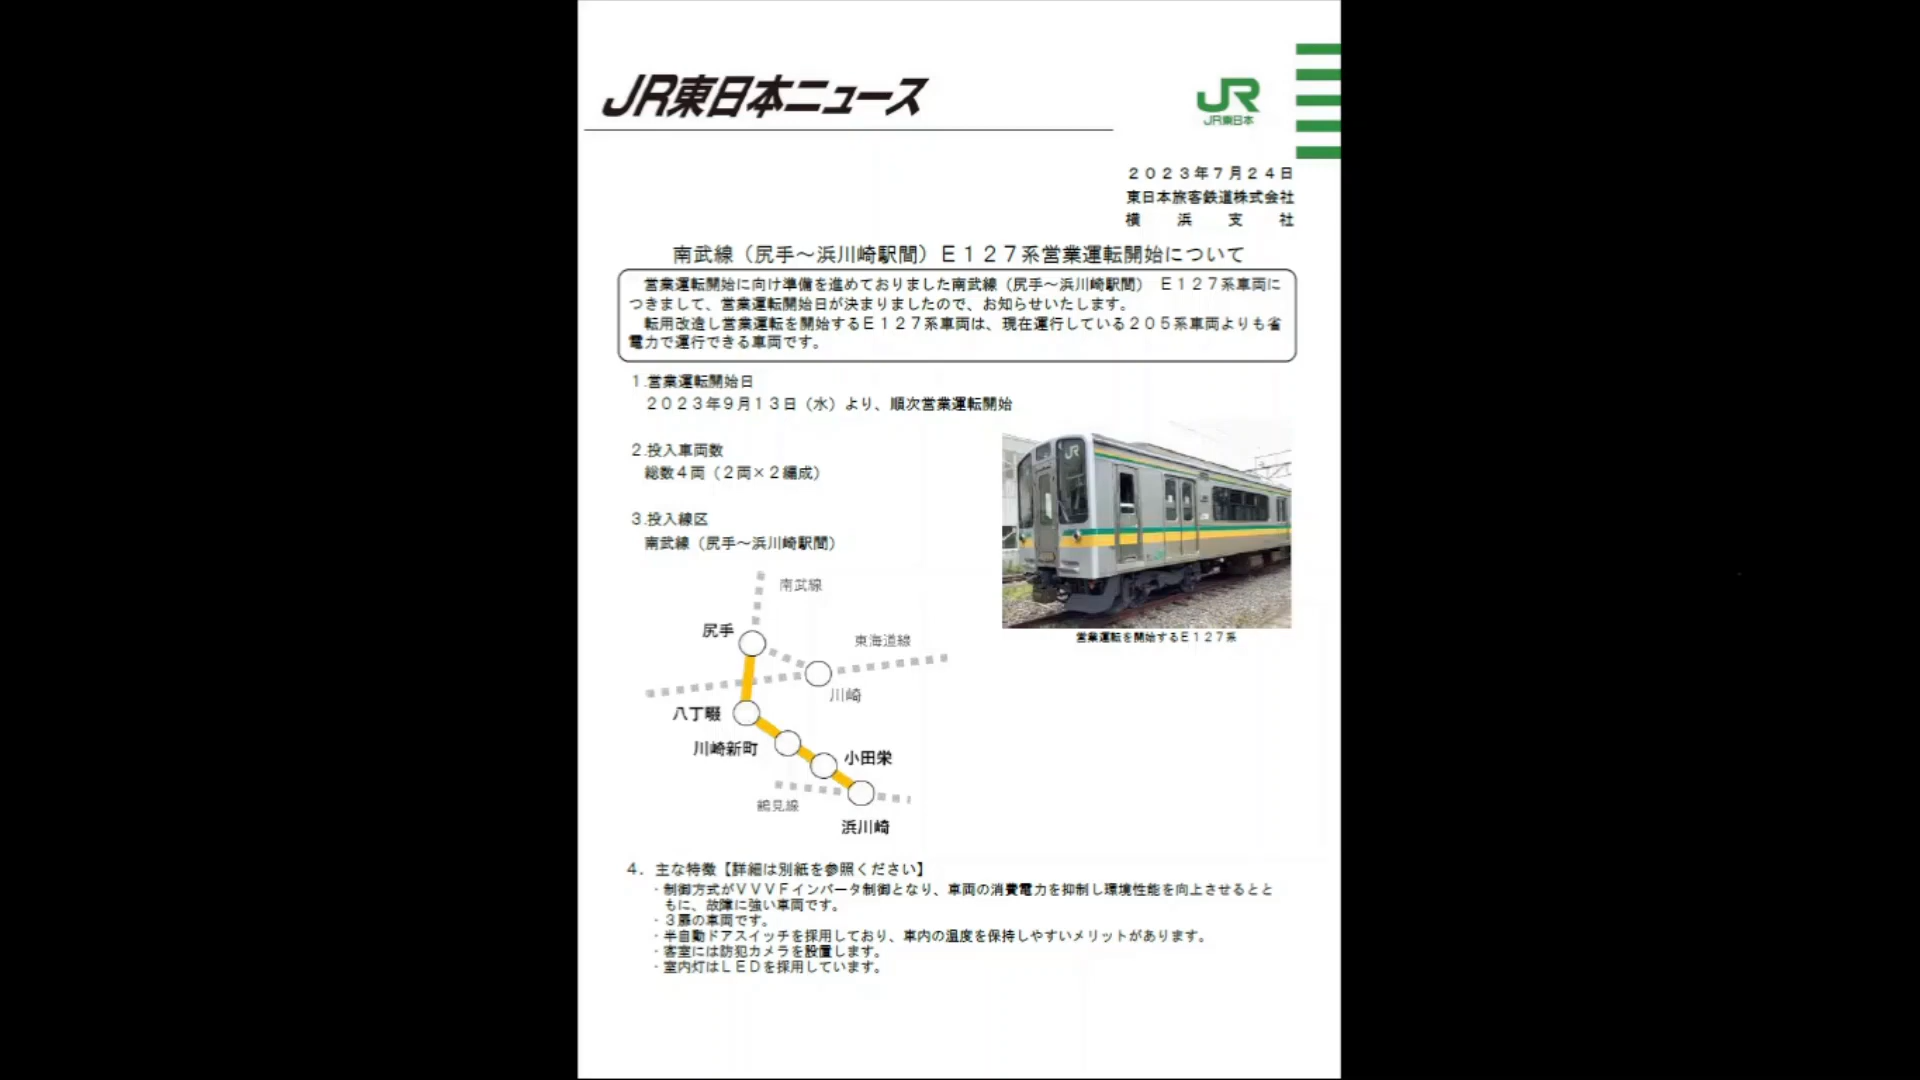 JR東日本ニュース
JR
JR東日本
２０２３年７月２４日
東日本旅客鉄道株式会社
横浜支社
南武線（尻手～浜川崎駅間）Ｅ１２７系営業運転開始について
営業運転開始に向け準備を進めておりました南武線（尻手～浜川崎駅間）　Ｅ１２７系車両に
つきまして、営業運転開始日が決まりましたので、お知らせいたします。
転用改造し営業運転を開始するＥ１２７系車両は、現在運行している２０５系車両よりも省
電力で運行できる車両です。
１.営業運転開始日
２０２３年９月１３日（水）より、順次営業運転開始
２.投入車両数
総数４両（２両×２編成）
３.投入線区
南武線（尻手～浜川崎駅間）
JR
営業運転を開始するＥ１２７系
南武線
尻手
東海道線
川崎
八丁畷
川崎新町
小田栄
鶴見線
浜川崎
４．主な特徴【詳細は別紙を参照ください】
・制御方式がＶＶＶＦインバータ制御となり、車両の消費電力を抑制し環境性能を向上させるとと
もに、故障に強い車両です。
・３扉の車両です。
・半自動ドアスイッチを採用しており、車内の温度を保持しやすいメリットがあります。
・客室には防犯カメラを設置します。
・室内灯はＬＥＤを採用しています。